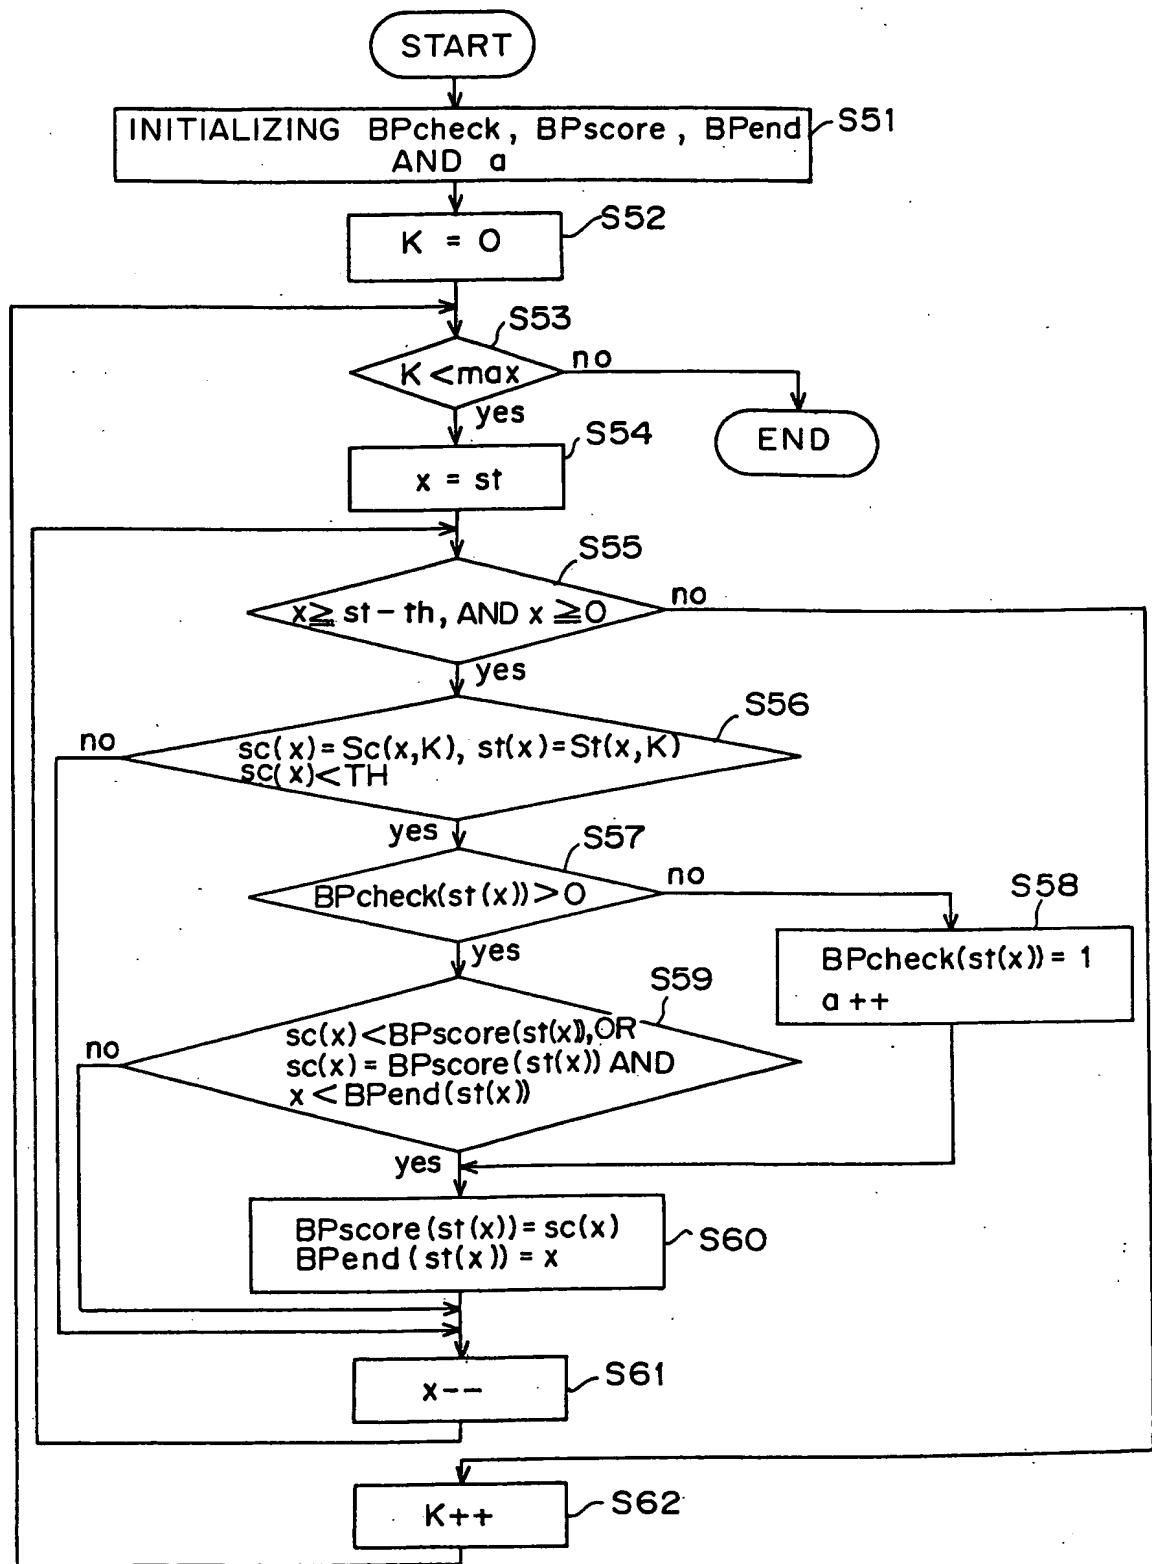 START
INITIALIZING BPcheck, BPscore, BPend
AND a
S51
K = 0
S52
S53
K<max
no
yes
END
S54
x = st
S55
x≧st-th, AND x≧0
no
yes
S56
no
sc(x)=Sc(x,K), st(x)=St(x,K)
sc(x)<TH
yes
S57
BPcheck(st(x))>0
no
yes
S58
BPcheck(st(x))=1
a++
S59
no
sc(x)<BPscore(st(x)),OR
sc(x)=BPscore(st(x)) AND
x<BPend(st(x))
yes
BPscore(st(x))=sc(x)
BPend(st(x))=x
S60
x--
S61
K++
S62